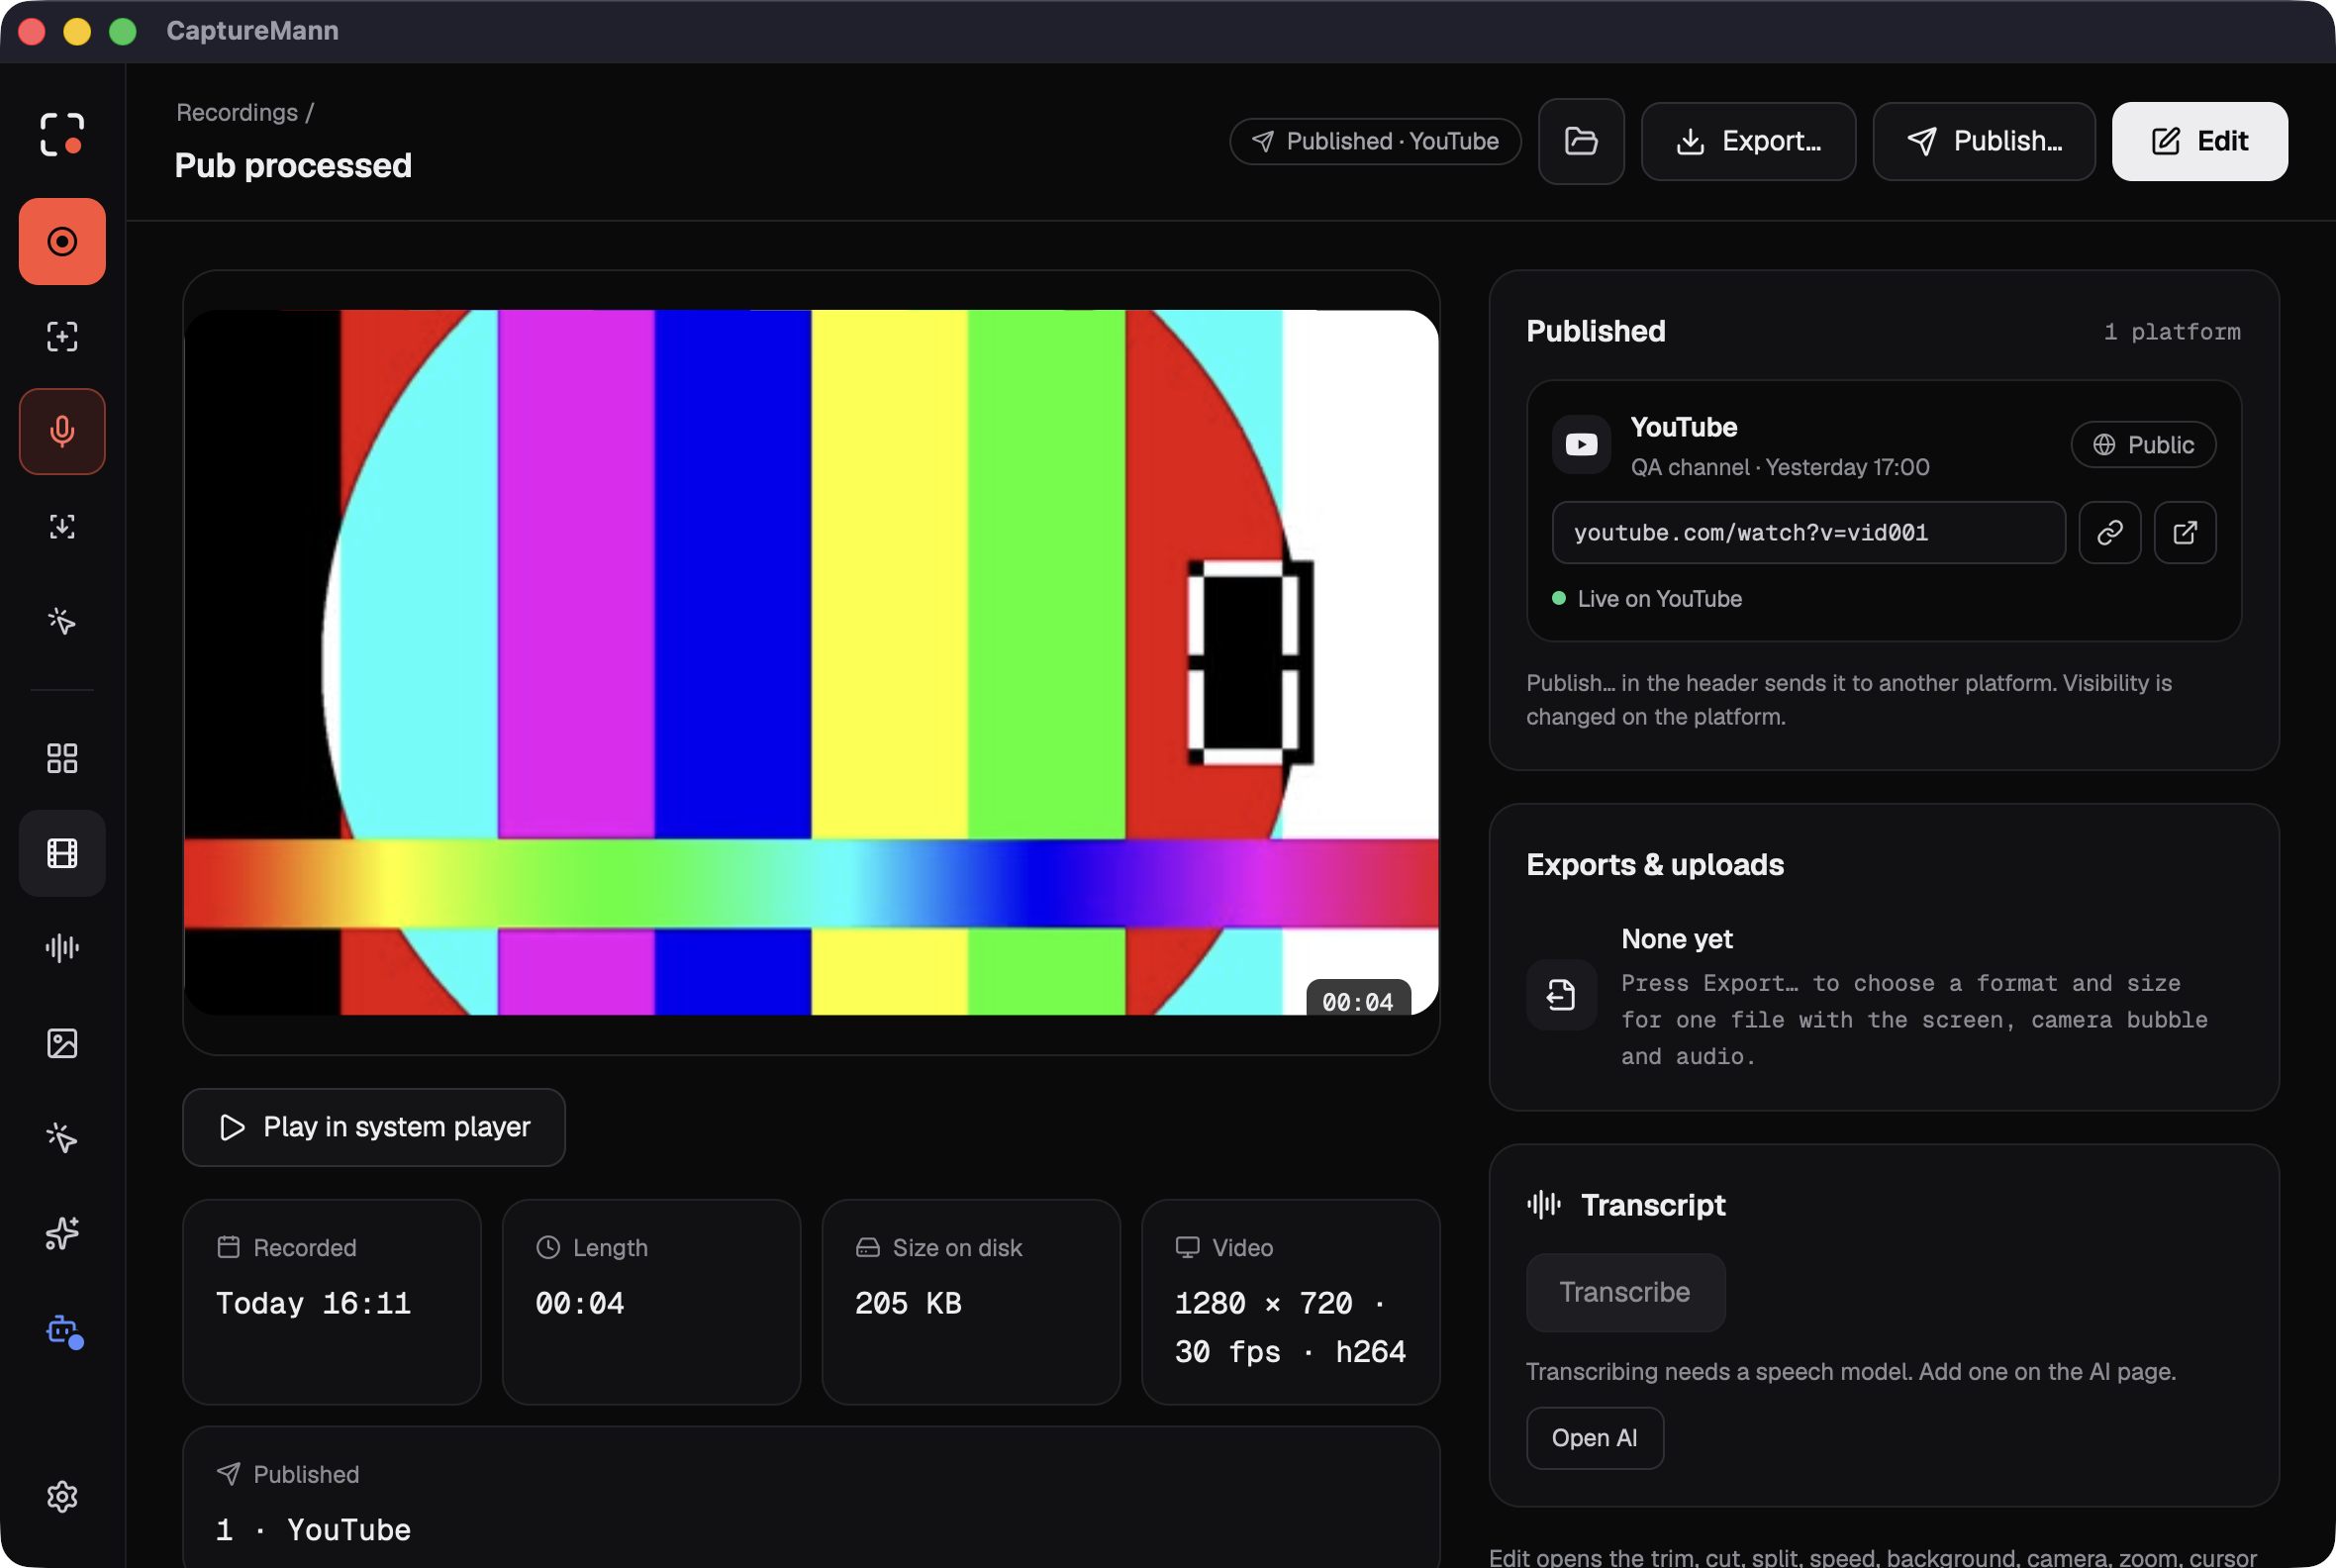 CaptureMann
Recordings /
Pub processed
Published · YouTube
Export…
Publish…
Edit
00:04
Play in system player
Recorded
Today 16:11
Length
00:04
Size on disk
205 KB
Video
1280 × 720 ·
30 fps · h264
Published
1 · YouTube
Published
1 platform
YouTube
QA channel · Yesterday 17:00
Public
youtube.com/watch?v=vid001
Live on YouTube
Publish… in the header sends it to another platform. Visibility is
changed on the platform.
Exports & uploads
None yet
Press Export… to choose a format and size
for one file with the screen, camera bubble
and audio.
Transcript
Transcribe
Transcribing needs a speech model. Add one on the AI page.
Open AI
Edit opens the trim, cut, split, speed, background, camera, zoom, cursor